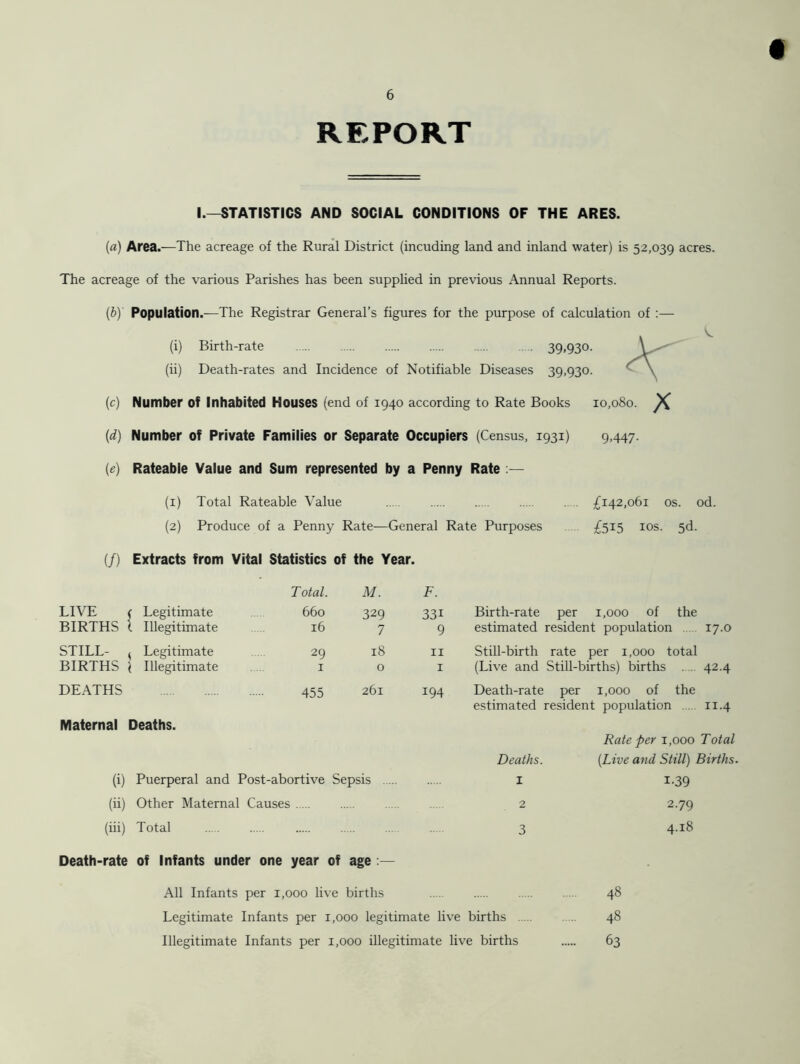 6
REPORT
I.—STATISTICS AND SOCIAL CONDITIONS OF THE ARES.
(a) Area.—The acreage of the Rural District (incuding land and inland water) is 52,039 acres.
The acreage of the various Parishes has been supplied in previous Annual Reports.
(b) Population.—The Registrar General's figures for the purpose of calculation of :—
(i) Birth-rate ..... ..... ..... ..... ..... ..... 39,930.
(ii) Death-rates and Incidence of Notifiable Diseases 39,930.
(c) Number of Inhabited Houses (end of 1940 according to Rate Books 10,080. X
(d) Number of Private Families or Separate Occupiers (Census, 1931) 9,447.
(e) Rateable Value and Sum represented by a Penny Rate :—
(1) Total Rateable Value ..... ..... ..... ..... ..... £142,061 0s. 0d.
(2) Produce of a Penny Rate—General Rate Purposes ..... £515 10s. 5d.
(f) Extracts from Vital Statistics of the Year.
Total. M. F.
LIVE { Legitimate ..... 660 329 331 Birth-rate per 1,000 of the
BIRTHS { Illegitimate ..... 16 7 9 estimated resident population ..... 17.0
STILL- { Legitimate ..... 29 18 11 Still-birth rate per 1,000 total
BIRTHS { Illegitimate ..... 1 0 1 (Live and Still-births) births ..... 42.4
DEATHS ..... ..... ..... 455 261 194 Death-rate per 1,000 of the
estimated resident population ..... 11.4
Maternal Deaths.
Rate per 1,000 Total
Deaths. (Live and Still) Births.
(i) Puerperal and Post-abortive Sepsis ..... ..... 1 1.39
(ii) Other Maternal Causes ..... ..... ..... ..... 2 2.79
(iii) Total ..... ..... ..... ..... ..... ..... 3 4.18
Death-rate of Infants under one year of age :—
All Infants per 1,000 live births ..... ..... ..... ..... 48
Legitimate Infants per 1,000 legitimate live births ..... ..... 48
Illegitimate Infants per 1,000 illegitimate live births ..... 63